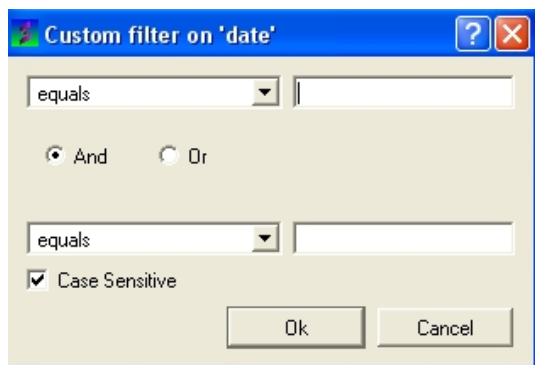 Custom filter on 'date'
equals
And Or
equals
Case Sensitive
Ok Cancel